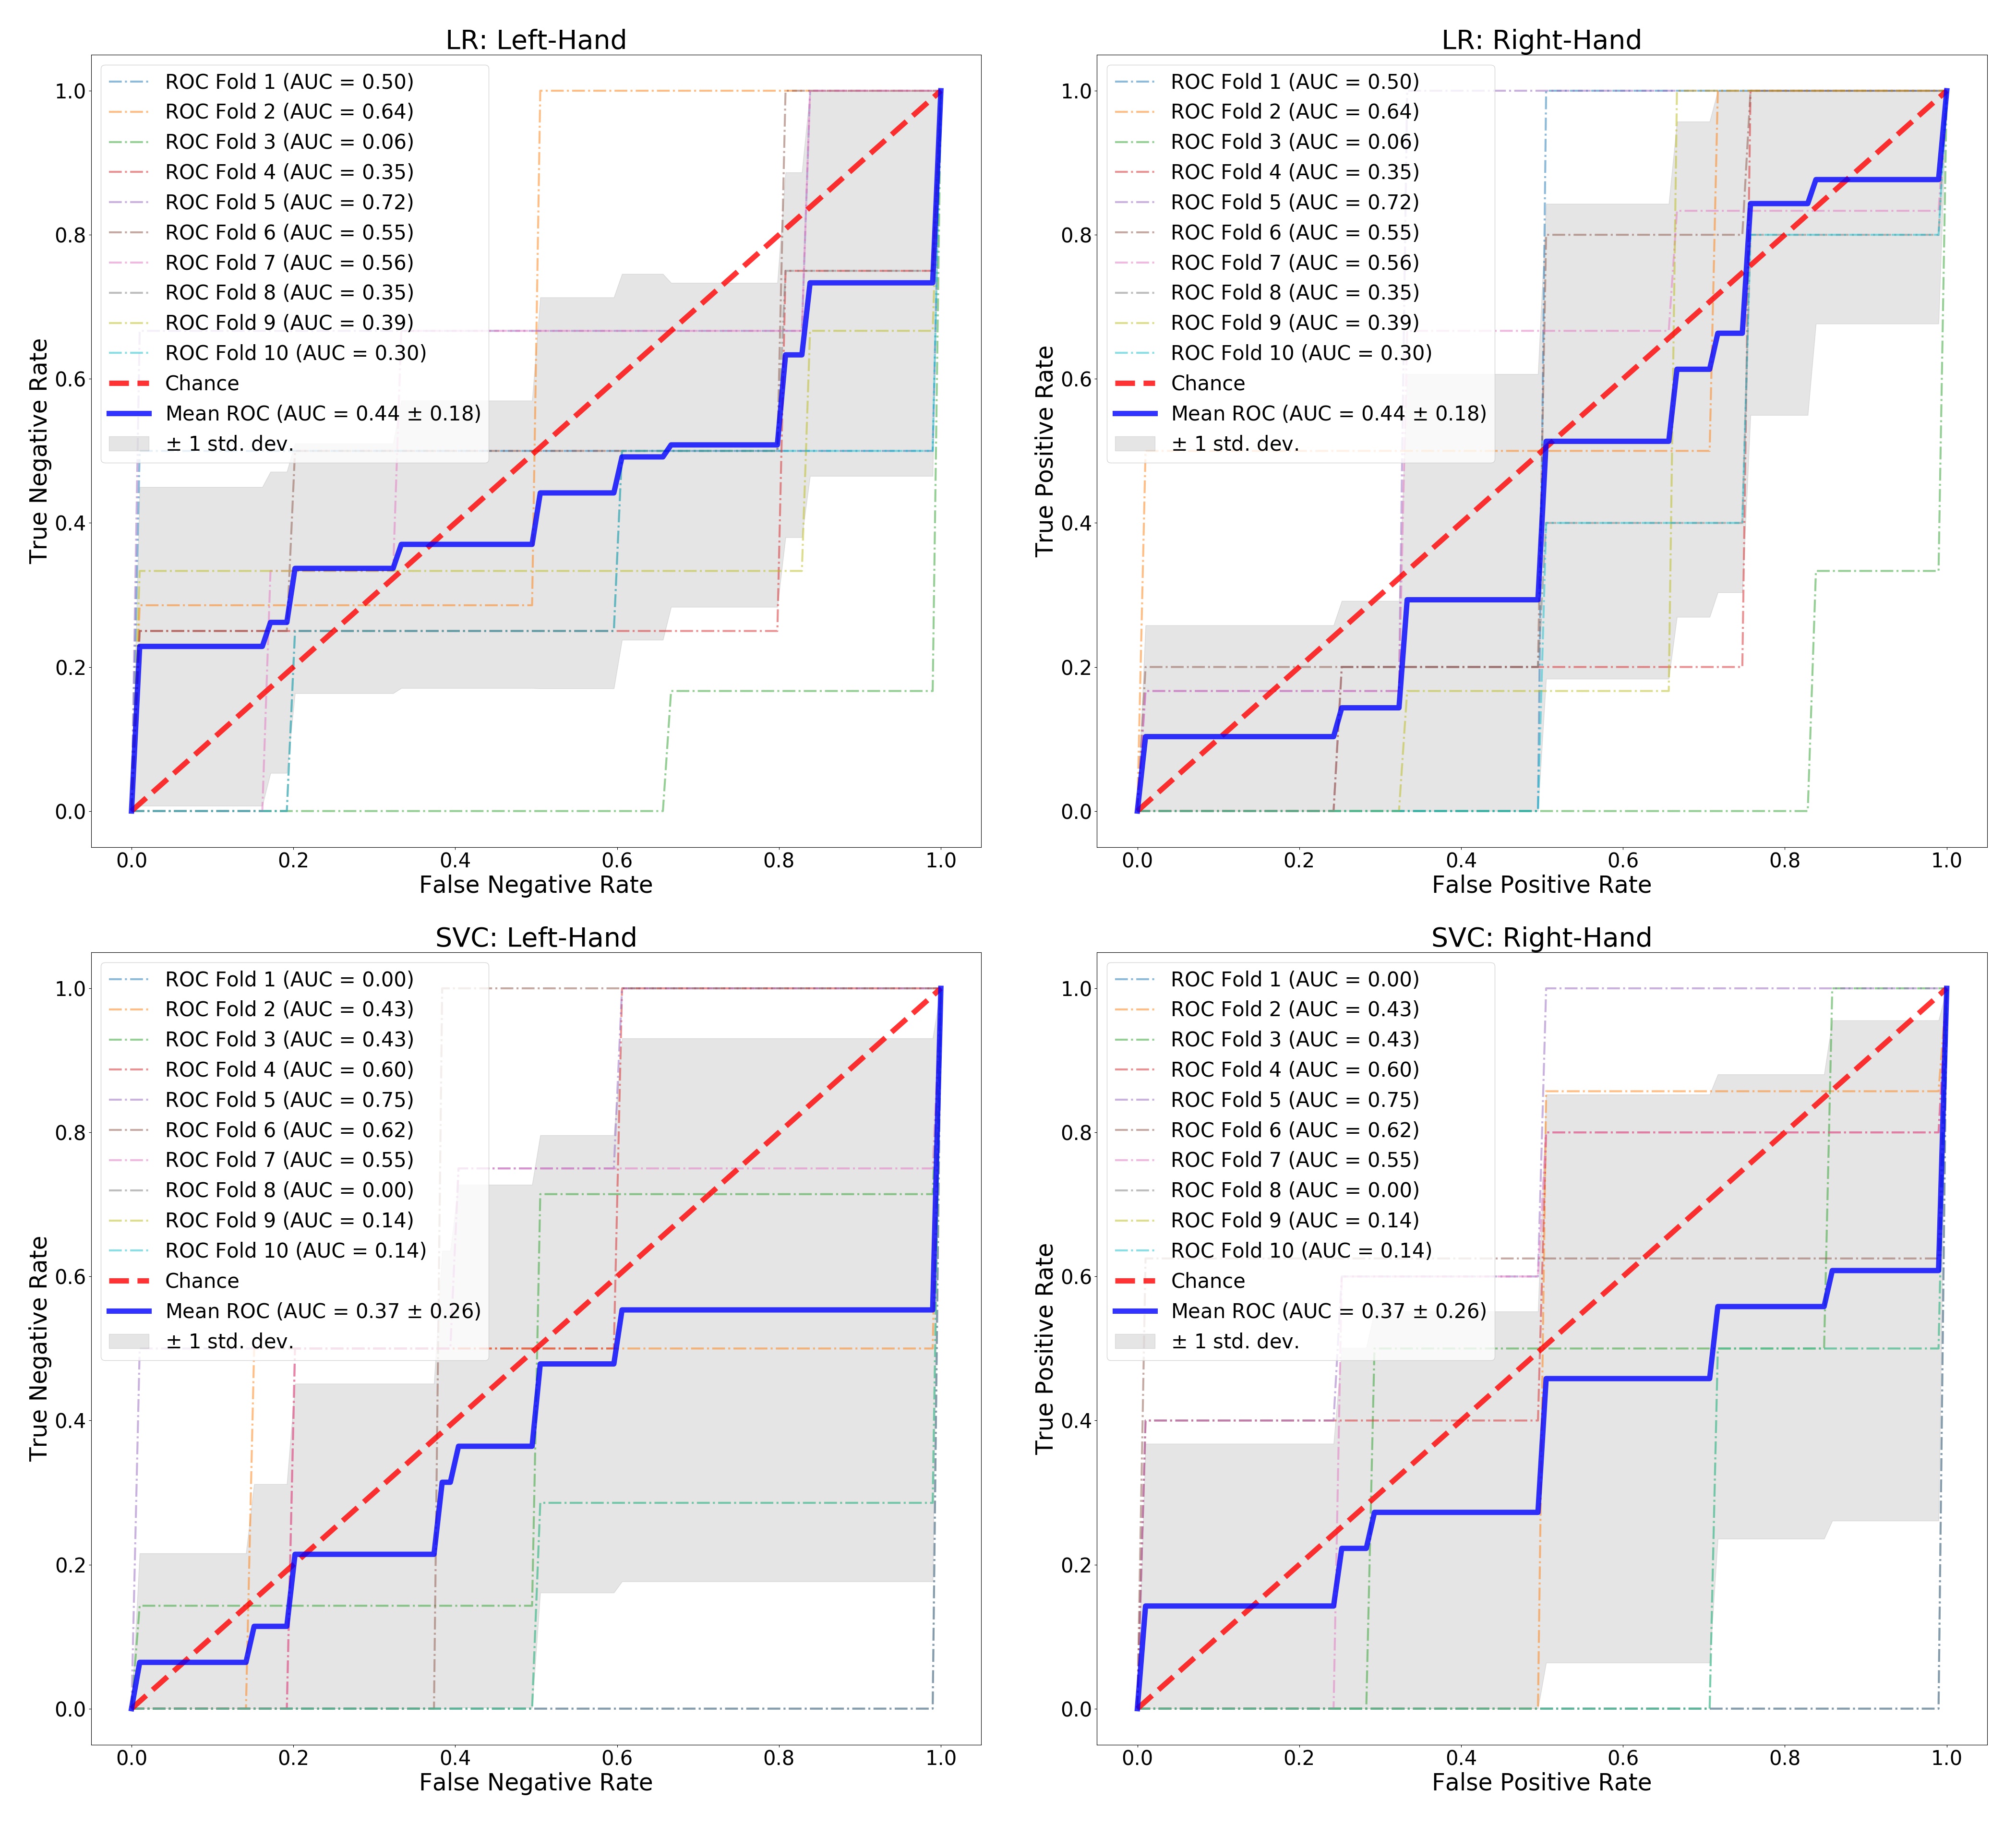 LR: Left-Hand
ROC Fold 1 (AUC = 0.50)
ROC Fold 2 (AUC = 0.64)
ROC Fold 3 (AUC = 0.06)
ROC Fold 4 (AUC = 0.35)
ROC Fold 5 (AUC = 0.72)
ROC Fold 6 (AUC = 0.55)
ROC Fold 7 (AUC = 0.56)
ROC Fold 8 (AUC = 0.35)
ROC Fold 9 (AUC = 0.39)
ROC Fold 10 (AUC = 0.30)
Chance
Mean ROC (AUC = 0.44 ± 0.18)
± 1 std. dev.
True Negative Rate
1.0
0.8
0.6
0.4
0.2
0.0
0.0 0.2 0.4 0.6 0.8 1.0
False Negative Rate
LR: Right-Hand
ROC Fold 1 (AUC = 0.50)
ROC Fold 2 (AUC = 0.64)
ROC Fold 3 (AUC = 0.06)
ROC Fold 4 (AUC = 0.35)
ROC Fold 5 (AUC = 0.72)
ROC Fold 6 (AUC = 0.55)
ROC Fold 7 (AUC = 0.56)
ROC Fold 8 (AUC = 0.35)
ROC Fold 9 (AUC = 0.39)
ROC Fold 10 (AUC = 0.30)
Chance
Mean ROC (AUC = 0.44 ± 0.18)
± 1 std. dev.
True Positive Rate
1.0
0.8
0.6
0.4
0.2
0.0
0.0 0.2 0.4 0.6 0.8 1.0
False Positive Rate
SVC: Left-Hand
ROC Fold 1 (AUC = 0.00)
ROC Fold 2 (AUC = 0.43)
ROC Fold 3 (AUC = 0.43)
ROC Fold 4 (AUC = 0.60)
ROC Fold 5 (AUC = 0.75)
ROC Fold 6 (AUC = 0.62)
ROC Fold 7 (AUC = 0.55)
ROC Fold 8 (AUC = 0.00)
ROC Fold 9 (AUC = 0.14)
ROC Fold 10 (AUC = 0.14)
Chance
Mean ROC (AUC = 0.37 ± 0.26)
± 1 std. dev.
True Negative Rate
1.0
0.8
0.6
0.4
0.2
0.0
0.0 0.2 0.4 0.6 0.8 1.0
False Negative Rate
SVC: Right-Hand
ROC Fold 1 (AUC = 0.00)
ROC Fold 2 (AUC = 0.43)
ROC Fold 3 (AUC = 0.43)
ROC Fold 4 (AUC = 0.60)
ROC Fold 5 (AUC = 0.75)
ROC Fold 6 (AUC = 0.62)
ROC Fold 7 (AUC = 0.55)
ROC Fold 8 (AUC = 0.00)
ROC Fold 9 (AUC = 0.14)
ROC Fold 10 (AUC = 0.14)
Chance
Mean ROC (AUC = 0.37 ± 0.26)
± 1 std. dev.
True Positive Rate
1.0
0.8
0.6
0.4
0.2
0.0
0.0 0.2 0.4 0.6 0.8 1.0
False Positive Rate